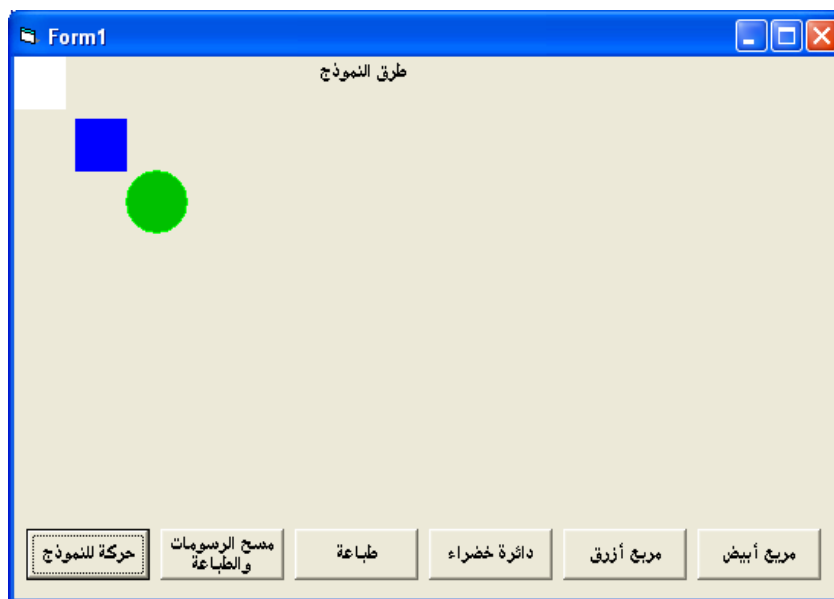 Form1
طرق النموذج
مربع أبيض
مربع أزرق
دائرة خضراء
طباعة
مسح الرسومات
والطباعة
حركة للنموذج